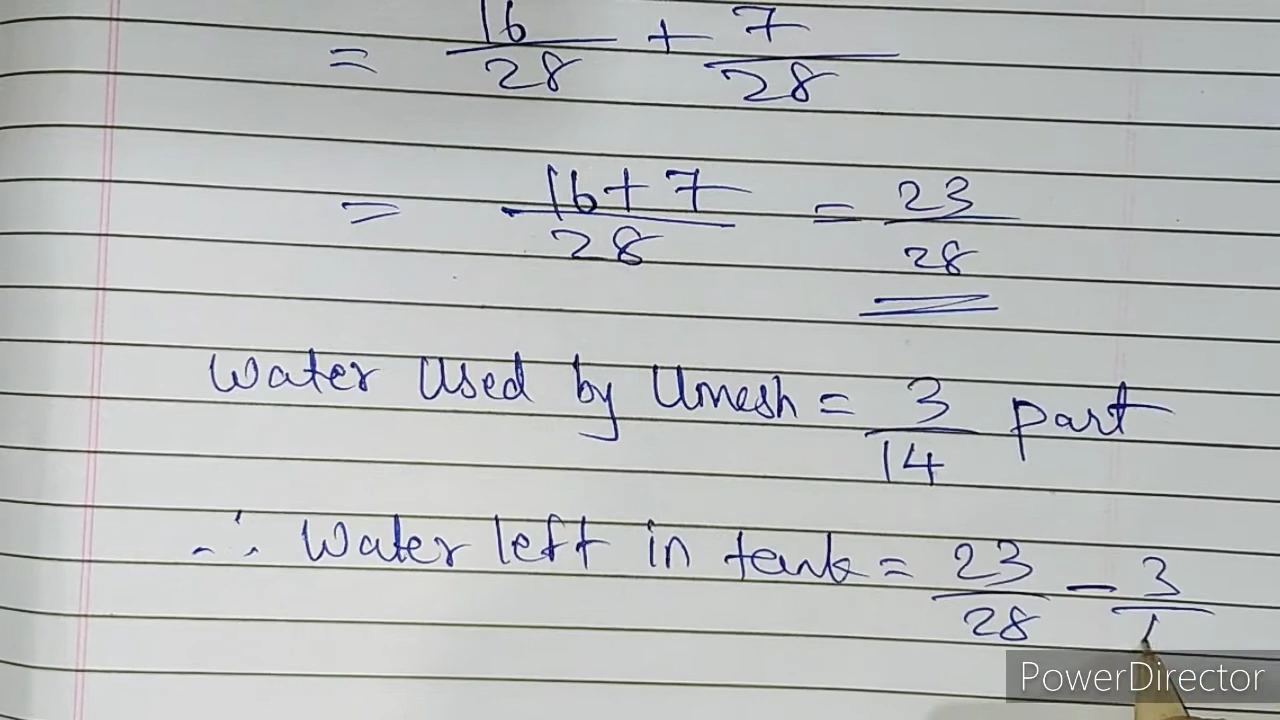 = 16/28 + 7/28
= 16+7/28 = 23/28
Water Used by Umesh = 3/14 part
∴ Water left in tank = 23/28 - 3/1
PowerDirector